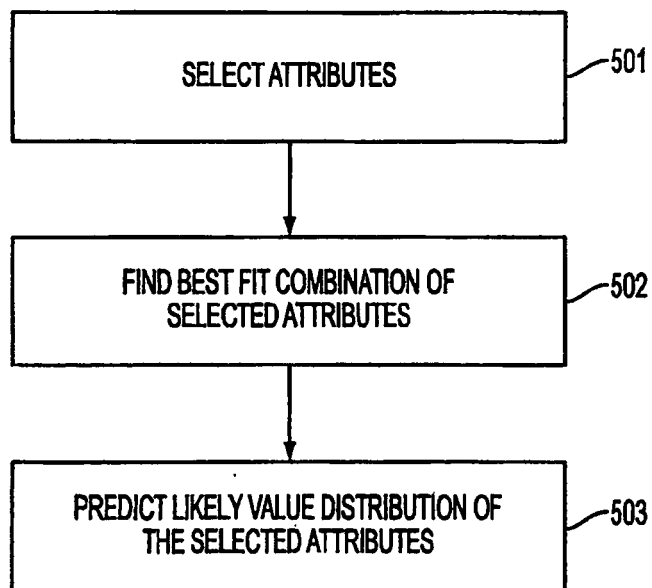 SELECT ATTRIBUTES
501
FIND BEST FIT COMBINATION OF
SELECTED ATTRIBUTES
502
PREDICT LIKELY VALUE DISTRIBUTION OF
THE SELECTED ATTRIBUTES
503